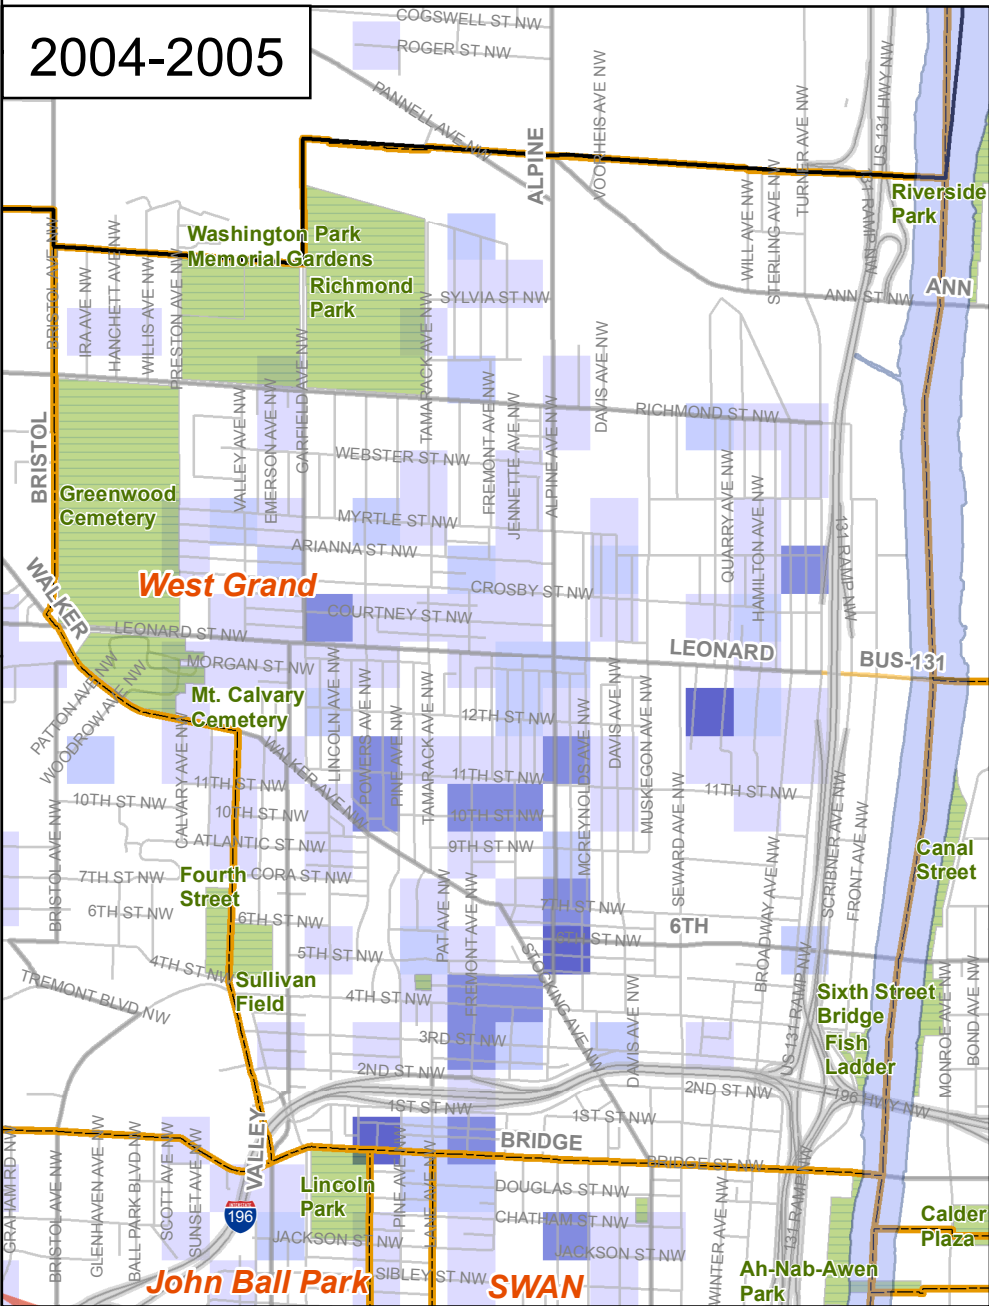 2004-2005
COGSWELL ST NW
ROGER ST NW
PANNELL AVE NW
ALPINE
VOORHEIS AVE NW
TURNER AVE NW
US 131 HWY NW
WILL AVE NW
STERLING AVE NW
131 RAMP NW
Riverside
Park
BRISTOL AVE NW
IRA AVE NW
HANCHETT AVE NW
WILLIS AVE NW
PRESTON AVE NW
Washington Park
Memorial Gardens
Richmond
Park
SYLVIA ST NW
ANN ST NW
ANN
TAMARACK AVE NW
GARFIELD AVE NW
DAVIS AVE NW
BRISTOL
VALLEY AVE NW
EMERSON AVE NW
FREMONT AVE NW
JENNETTE AVE NW
ALPINE AVE NW
RICHMOND ST NW
WEBSTER ST NW
Greenwood
Cemetery
MYRTLE ST NW
ARIANNA ST NW
QUARRY AVE NW
HAMILTON AVE NW
131 RAMP NW
WALKER
West Grand
CROSBY ST NW
COURTNEY ST NW
LEONARD ST NW
LEONARD
BUS-131
MORGAN ST NW
PATTON AVE NW
WOODROW AVE NW
Mt. Calvary
Cemetery
12TH ST NW
LINCOLN AVE NW
POWERS AVE NW
PINE AVE NW
TAMARACK AVE NW
DAVIS AVE NW
MUSKEGON AVE NW
MCREYNOLDS AVE NW
CALVARY AVE NW
WALKER AVE NW
11TH ST NW
11TH ST NW
11TH ST NW
10TH ST NW
10TH ST NW
10TH ST NW
ATLANTIC ST NW
9TH ST NW
SEWARD AVE NW
SCRIBNER AVE NW
FRONT AVE NW
BROADWAY AVE NW
Canal
Street
BRISTOL AVE NW
7TH ST NW
Fourth
Street
CORA ST NW
PAT AVE NW
FREMONT AVE NW
7TH ST NW
6TH ST NW
6TH ST NW
6TH ST NW
6TH
5TH ST NW
4TH ST NW
TREMONT BLVD NW
Sullivan
Field
4TH ST NW
STOCKING AVE NW
Sixth Street
Bridge
Fish
Ladder
MONROE AVE NW
BOND AVE NW
3RD ST NW
DAVIS AVE NW
US 131 RAMP NW
2ND ST NW
2ND ST NW
196 HWY NW
1ST ST NW
1ST ST NW
VALLEY
BRIDGE
BRIDGE ST NW
GRAHAM RD NW
BRISTOL AVE NW
GLENHAVEN AVE NW
BALL PARK BLVD NW
SCOTT AVE NW
SUNSET AVE NW
INTERSTATE
196
Lincoln
Park
PINE AVE NW
LANE AVE NW
DOUGLAS ST NW
CHATHAM ST NW
JACKSON ST NW
JACKSON ST NW
WINTER AVE NW
131 RAMP NW
Calder
Plaza
John Ball Park
SIBLEY ST NW
SWAN
Ah-Nab-Awen
Park